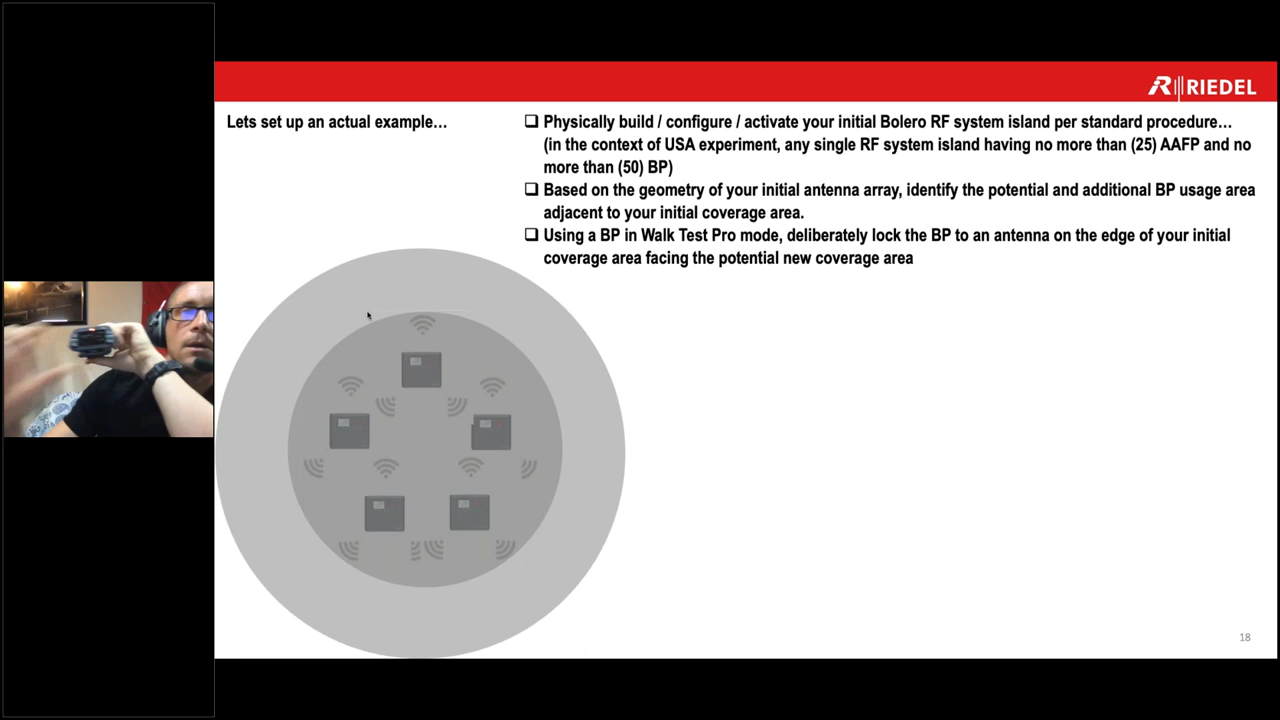 RIEDEL
Lets set up an actual example…
Physically build / configure / activate your initial Bolero RF system island per standard procedure…
(in the context of USA experiment, any single RF system island having no more than (25) AAFP and no
more than (50) BP)
Based on the geometry of your initial antenna array, identify the potential and additional BP usage area
adjacent to your initial coverage area.
Using a BP in Walk Test Pro mode, deliberately lock the BP to an antenna on the edge of your initial
coverage area facing the potential new coverage area
18